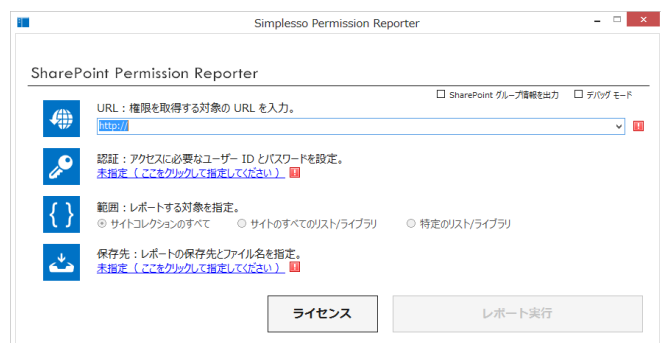 Simplesso Permission Reporter
SharePoint Permission Reporter
SharePoint グループ情報を出力 デバッグ モード
URL：権限を取得する対象の URL を入力。
http://
認証：アクセスに必要なユーザー ID とパスワードを設定。
未指定（ ここをクリックして指定してください ）
範囲：レポートする対象を指定。
サイトコレクションのすべて サイトのすべてのリスト/ライブラリ 特定のリスト/ライブラリ
保存先：レポートの保存先とファイル名を指定。
未指定（ ここをクリックして指定してください ）
ライセンス レポート実行